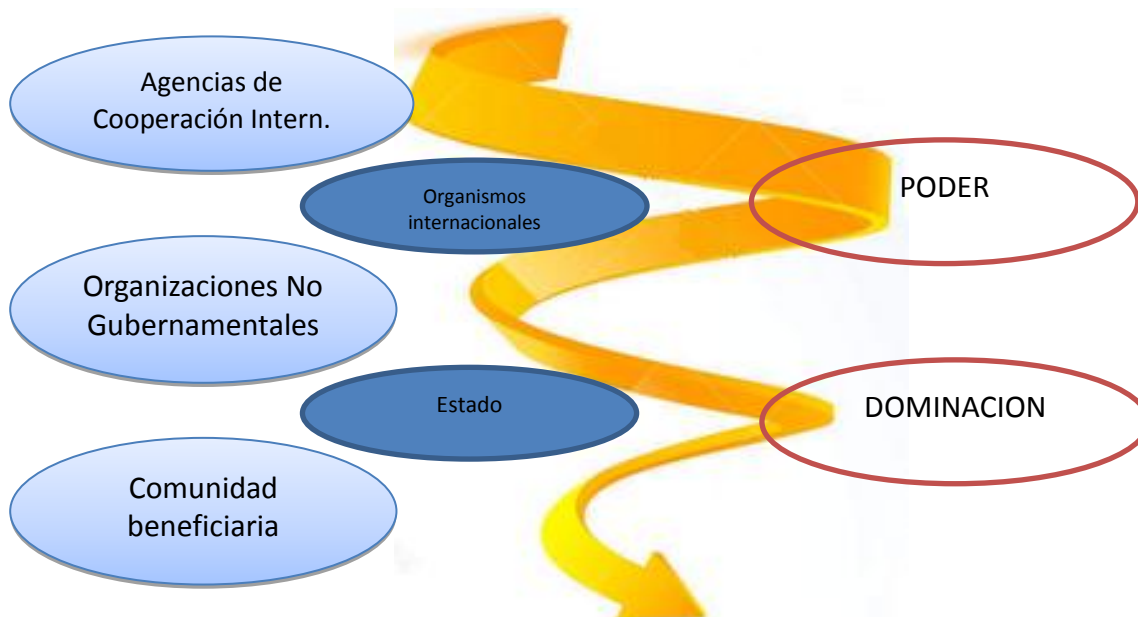 Agencias de
Cooperación Intern.
PODER
Organismos
internacionales
Organizaciones No
Gubernamentales
Estado
DOMINACION
Comunidad
beneficiaria